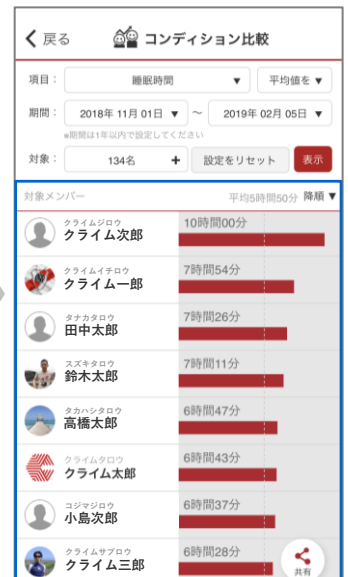 戻る
コンディション比較
項目：
睡眠時間 ▼
平均値を ▼
期間：
2018年 11月 01日 ▼ ～ 2019年 02月 05日 ▼
※期間は1年以内で設定してください
対象：
134名 +
設定をリセット
表示
対象メンバー
平均5時間50分 降順 ▼
クライムジロウ
クライム次郎
10時間00分
クライムイチロウ
クライム一郎
7時間54分
タナカタロウ
田中太郎
7時間26分
スズキタロウ
鈴木太郎
7時間11分
タカハシタロウ
高橋太郎
6時間47分
クライムタロウ
クライム太郎
6時間43分
コジマジロウ
小島次郎
6時間37分
クライムサブロウ
クライム三郎
6時間28分
共有